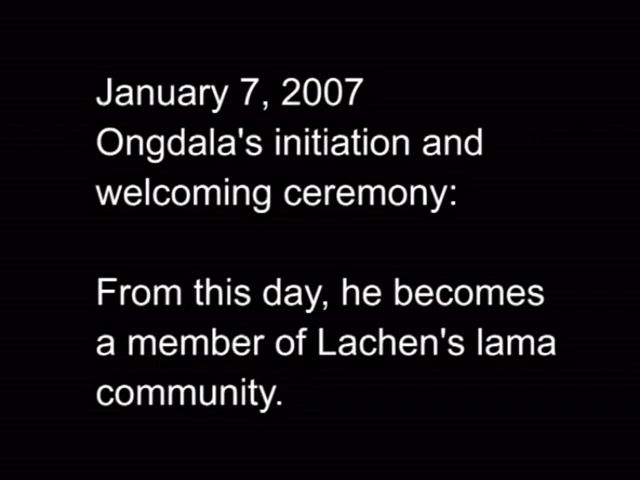 January 7, 2007
Ongdala's initiation and
welcoming ceremony:
From this day, he becomes
a member of Lachen's lama
community.